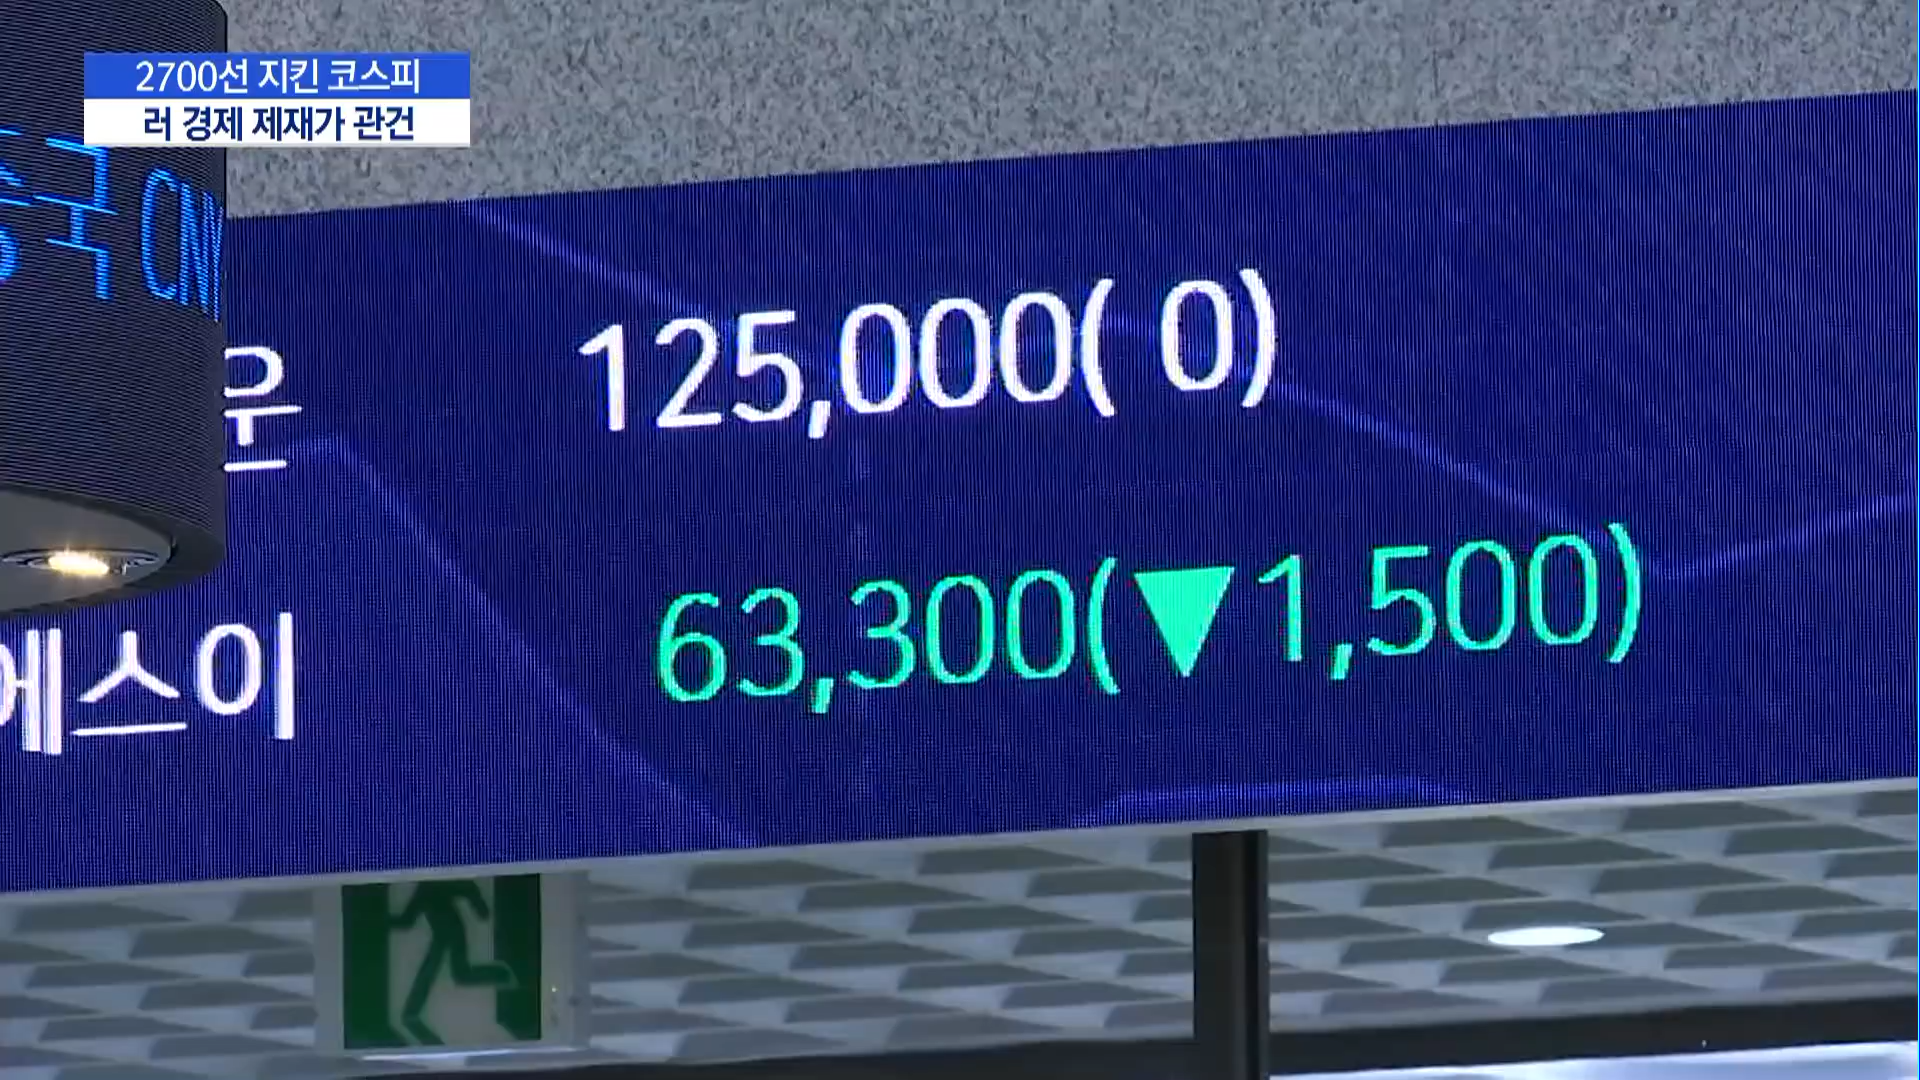 2700선 지킨 코스피
러 경제 제재가 관건
CNY
125,000( 0)
63,300(▼1,500)
에스이